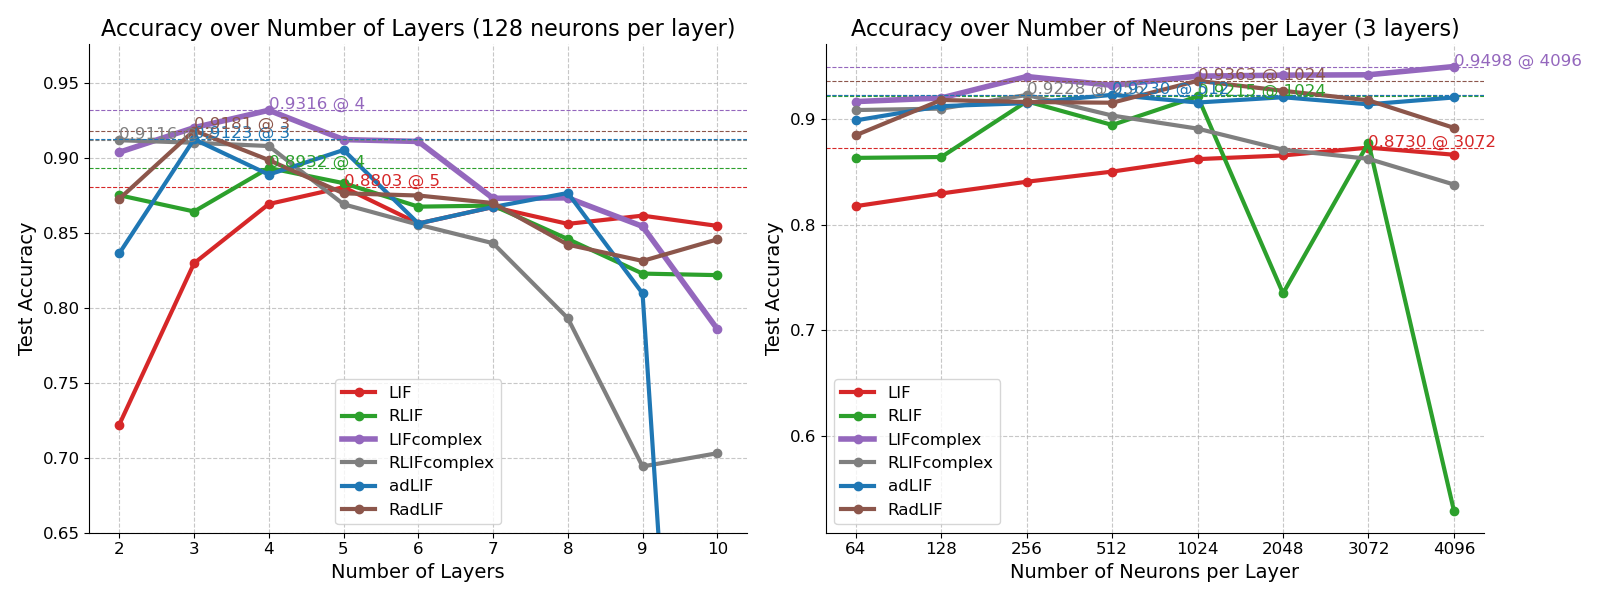 Accuracy over Number of Layers (128 neurons per layer)
Test Accuracy
0.95
0.90
0.85
0.80
0.75
0.70
0.65
0.9316 @ 4
0.9181 @ 3
0.9116
0.9123 @ 3
0.8932 @ 4
0.8803 @ 5
LIF
RLIF
LIFcomplex
RLIFcomplex
adLIF
RadLIF
2 3 4 5 6 7 8 9 10
Number of Layers
Accuracy over Number of Neurons per Layer (3 layers)
Test Accuracy
0.9
0.8
0.7
0.6
0.9498 @ 4096
0.9363 @ 1024
0.9228 @
0.9230 @ 512
@ 1024
0.8730 @ 3072
LIF
RLIF
LIFcomplex
RLIFcomplex
adLIF
RadLIF
64 128 256 512 1024 2048 3072 4096
Number of Neurons per Layer